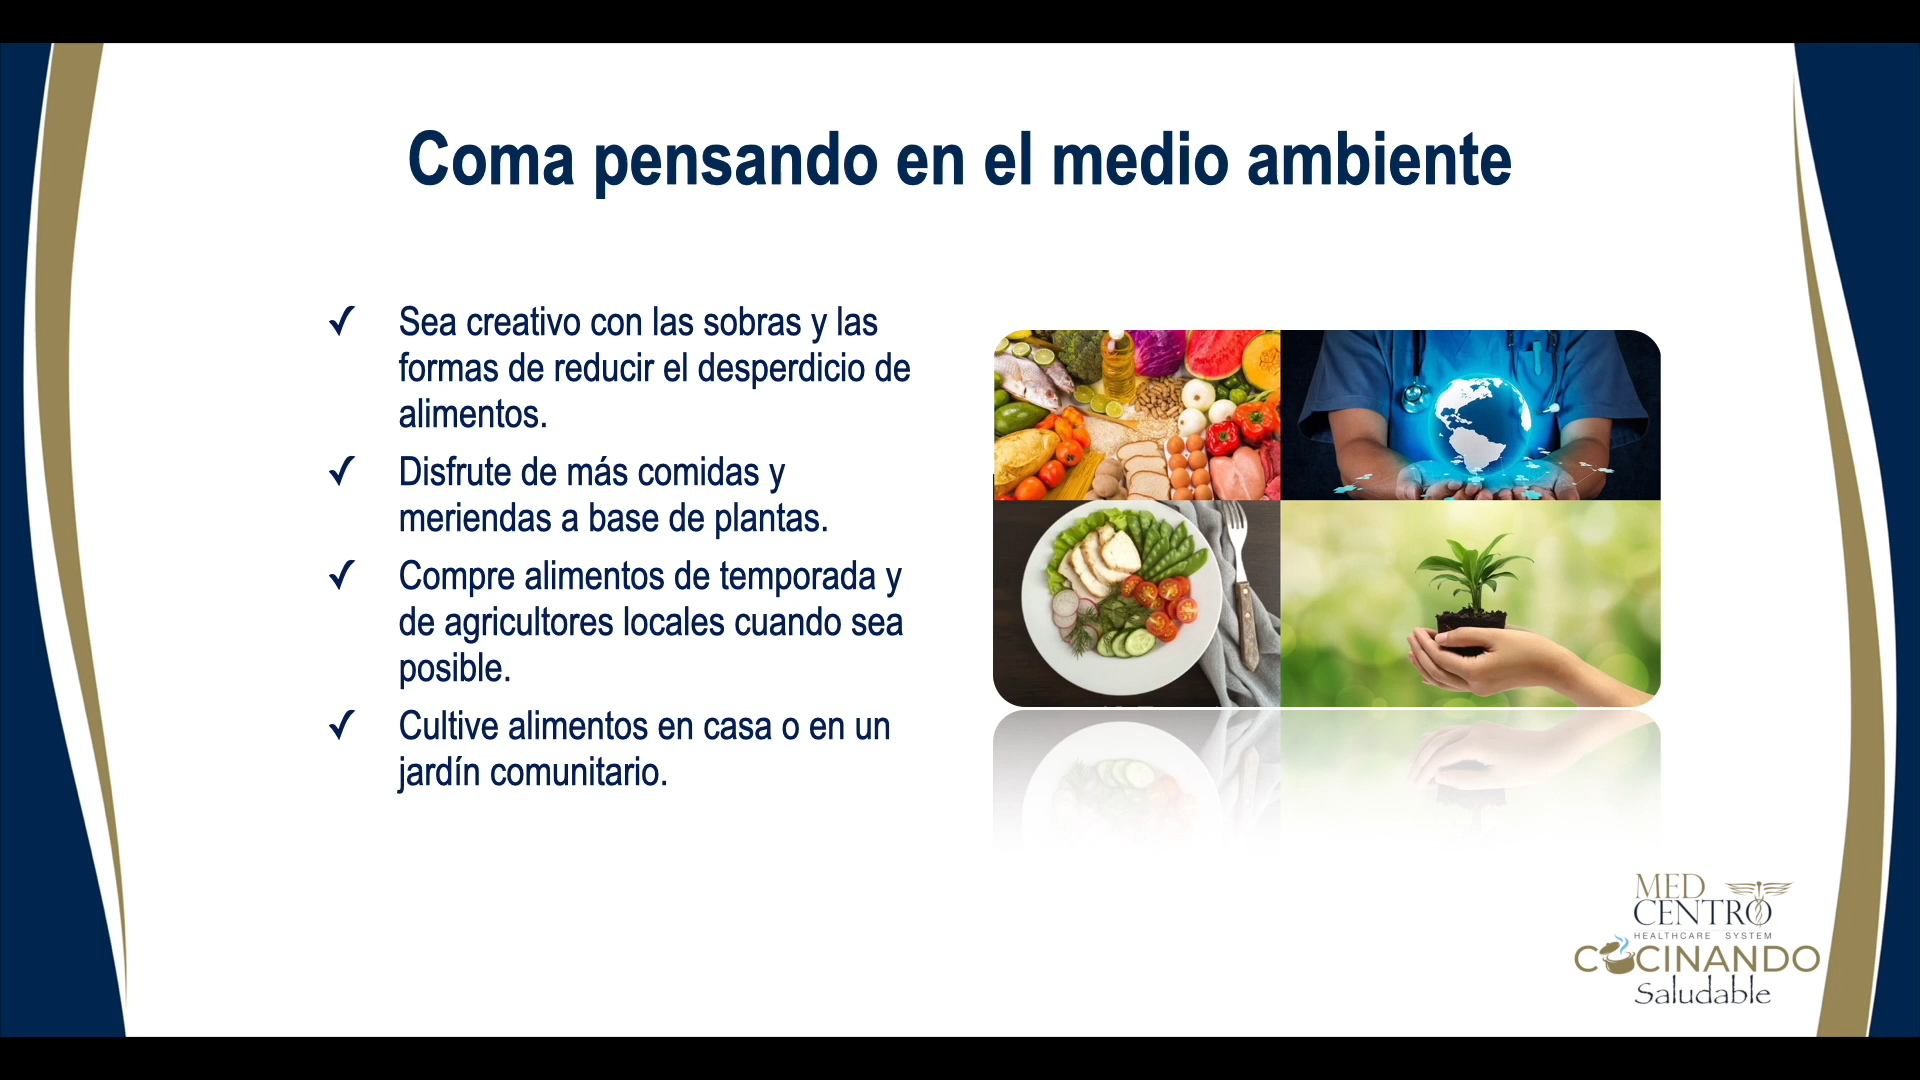 Coma pensando en el medio ambiente
✓ Sea creativo con las sobras y las
formas de reducir el desperdicio de
alimentos.
✓ Disfrute de más comidas y
meriendas a base de plantas.
✓ Compre alimentos de temporada y
de agricultores locales cuando sea
posible.
✓ Cultive alimentos en casa o en un
jardín comunitario.
MED
CENTRO
HEALTHCARE SYSTEM
COCINANDO
Saludable